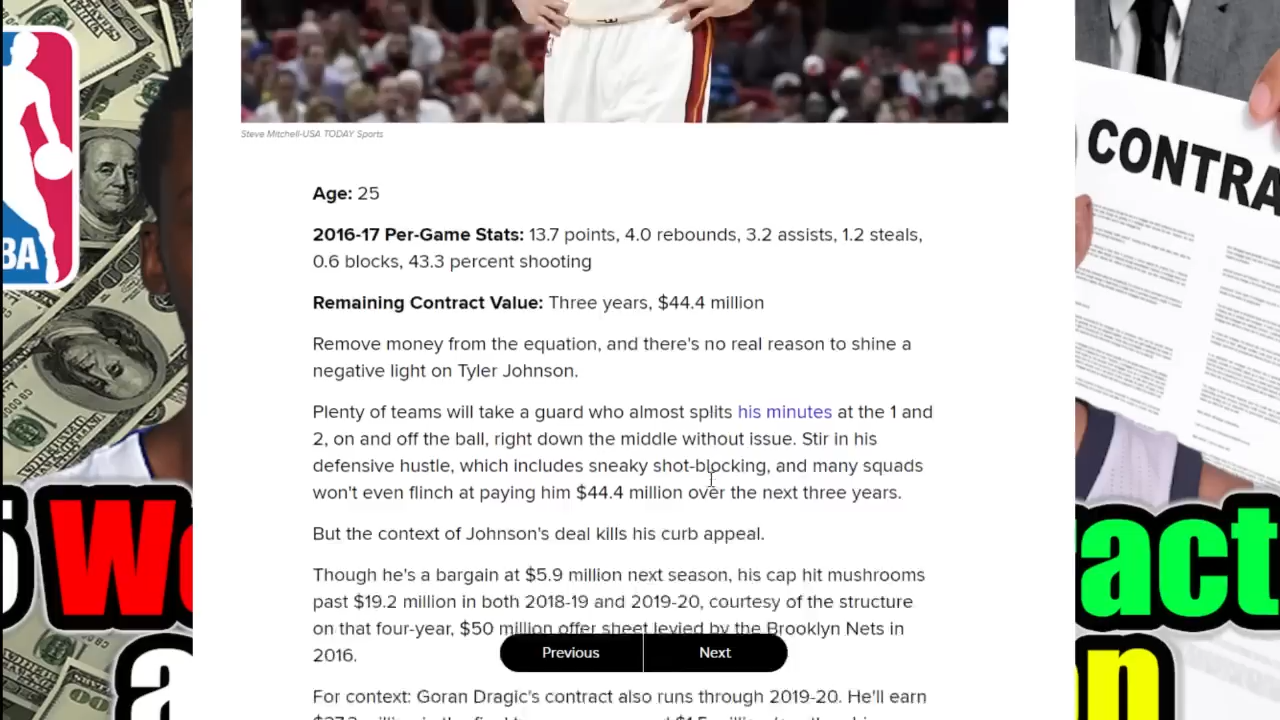 Steve Mitchell-USA TODAY Sports
Age: 25
2016-17 Per-Game Stats: 13.7 points, 4.0 rebounds, 3.2 assists, 1.2 steals,
0.6 blocks, 43.3 percent shooting
Remaining Contract Value: Three years, $44.4 million
Remove money from the equation, and there's no real reason to shine a
negative light on Tyler Johnson.
Plenty of teams will take a guard who almost splits his minutes at the 1 and
2, on and off the ball, right down the middle without issue. Stir in his
defensive hustle, which includes sneaky shot-blocking, and many squads
won't even flinch at paying him $44.4 million over the next three years.
But the context of Johnson's deal kills his curb appeal.
Though he's a bargain at $5.9 million next season, his cap hit mushrooms
past $19.2 million in both 2018-19 and 2019-20, courtesy of the structure
on that four-year, $50 million offer sheet levied by the Brooklyn Nets in
2016.
Previous
Next
For context: Goran Dragic's contract also runs through 2019-20. He'll earn
BA
CONTRA
W
a
act
n